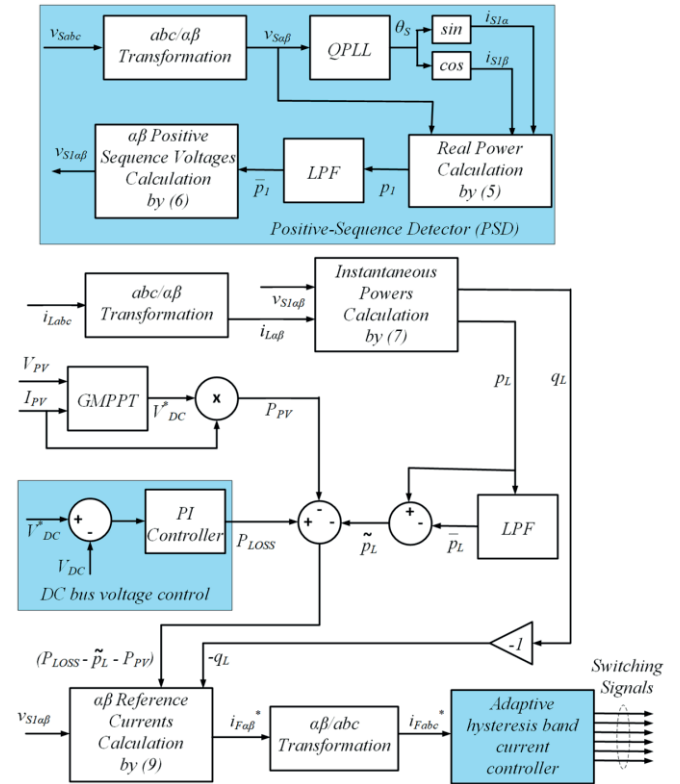 v_Sabc
abc/αβ
Transformation
v_Sαβ
QPLL
θ_S
sin
cos
i_S1α
i_S1β
v_S1αβ
αβ Positive
Sequence Voltages
Calculation
by (6)
p̅_1
LPF
p_1
Real Power
Calculation
by (5)
Positive-Sequence Detector (PSD)
i_Labc
abc/αβ
Transformation
i_Lαβ
v_S1αβ
Instantaneous
Powers
Calculation
by (7)
p_L
q_L
V_PV
I_PV
GMPPT
V*_DC
x
P_PV
V*_DC
+
-
V_DC
PI
Controller
P_LOSS
DC bus voltage control
+
-
-
p̃_L
+
-
p̅_L
LPF
(P_LOSS - p̃_L - P_PV)
-q_L
-1
v_S1αβ
αβ Reference
Currents
Calculation
by (9)
i_Fαβ*
αβ/abc
Transformation
i_Fabc*
Adaptive
hysteresis band
current
controller
Switching
Signals